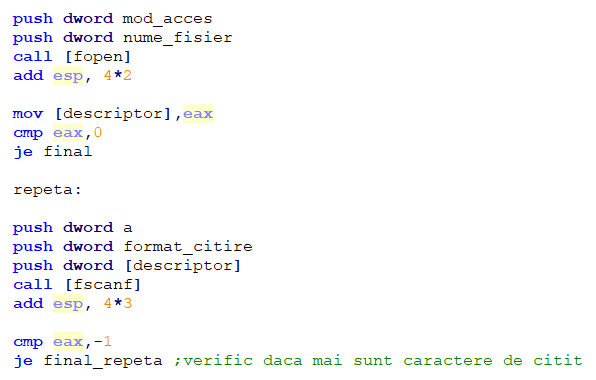 push dword mod_acces
push dword nume_fisier
call [fopen]
add esp, 4*2
mov [descriptor],eax
cmp eax,0
je final
repeta:
push dword a
push dword format_citire
push dword [descriptor]
call [fscanf]
add esp, 4*3
cmp eax,-1
je final_repeta ;verific daca mai sunt caractere de citit